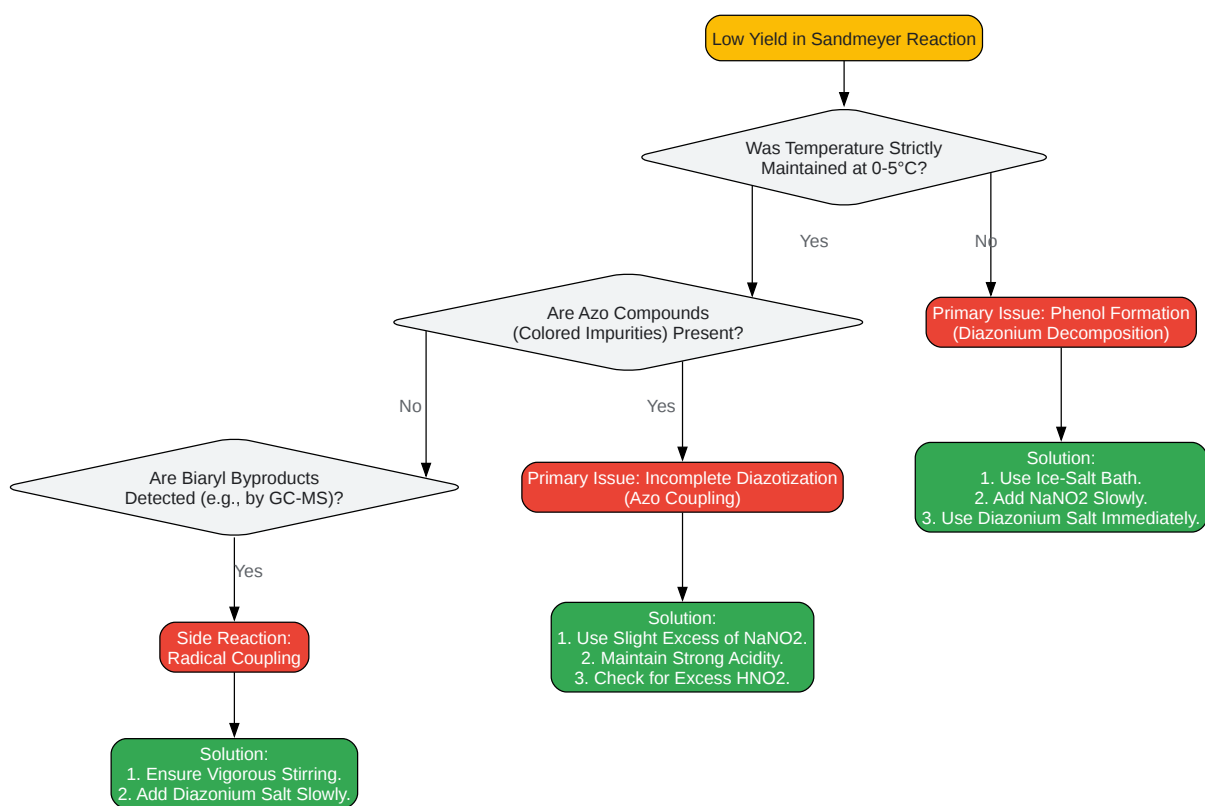 Low Yield in Sandmeyer Reaction
Was Temperature Strictly
Maintained at 0-5°C?
Yes
No
Are Azo Compounds
(Colored Impurities) Present?
Primary Issue: Phenol Formation
(Diazonium Decomposition)
No
Yes
Are Biaryl Byproducts
Detected (e.g., by GC-MS)?
Primary Issue: Incomplete Diazotization
(Azo Coupling)
Solution:
1. Use Ice-Salt Bath.
2. Add NaNO2 Slowly.
3. Use Diazonium Salt Immediately.
Yes
Side Reaction:
Radical Coupling
Solution:
1. Use Slight Excess of NaNO2.
2. Maintain Strong Acidity.
3. Check for Excess HNO2.
Solution:
1. Ensure Vigorous Stirring.
2. Add Diazonium Salt Slowly.